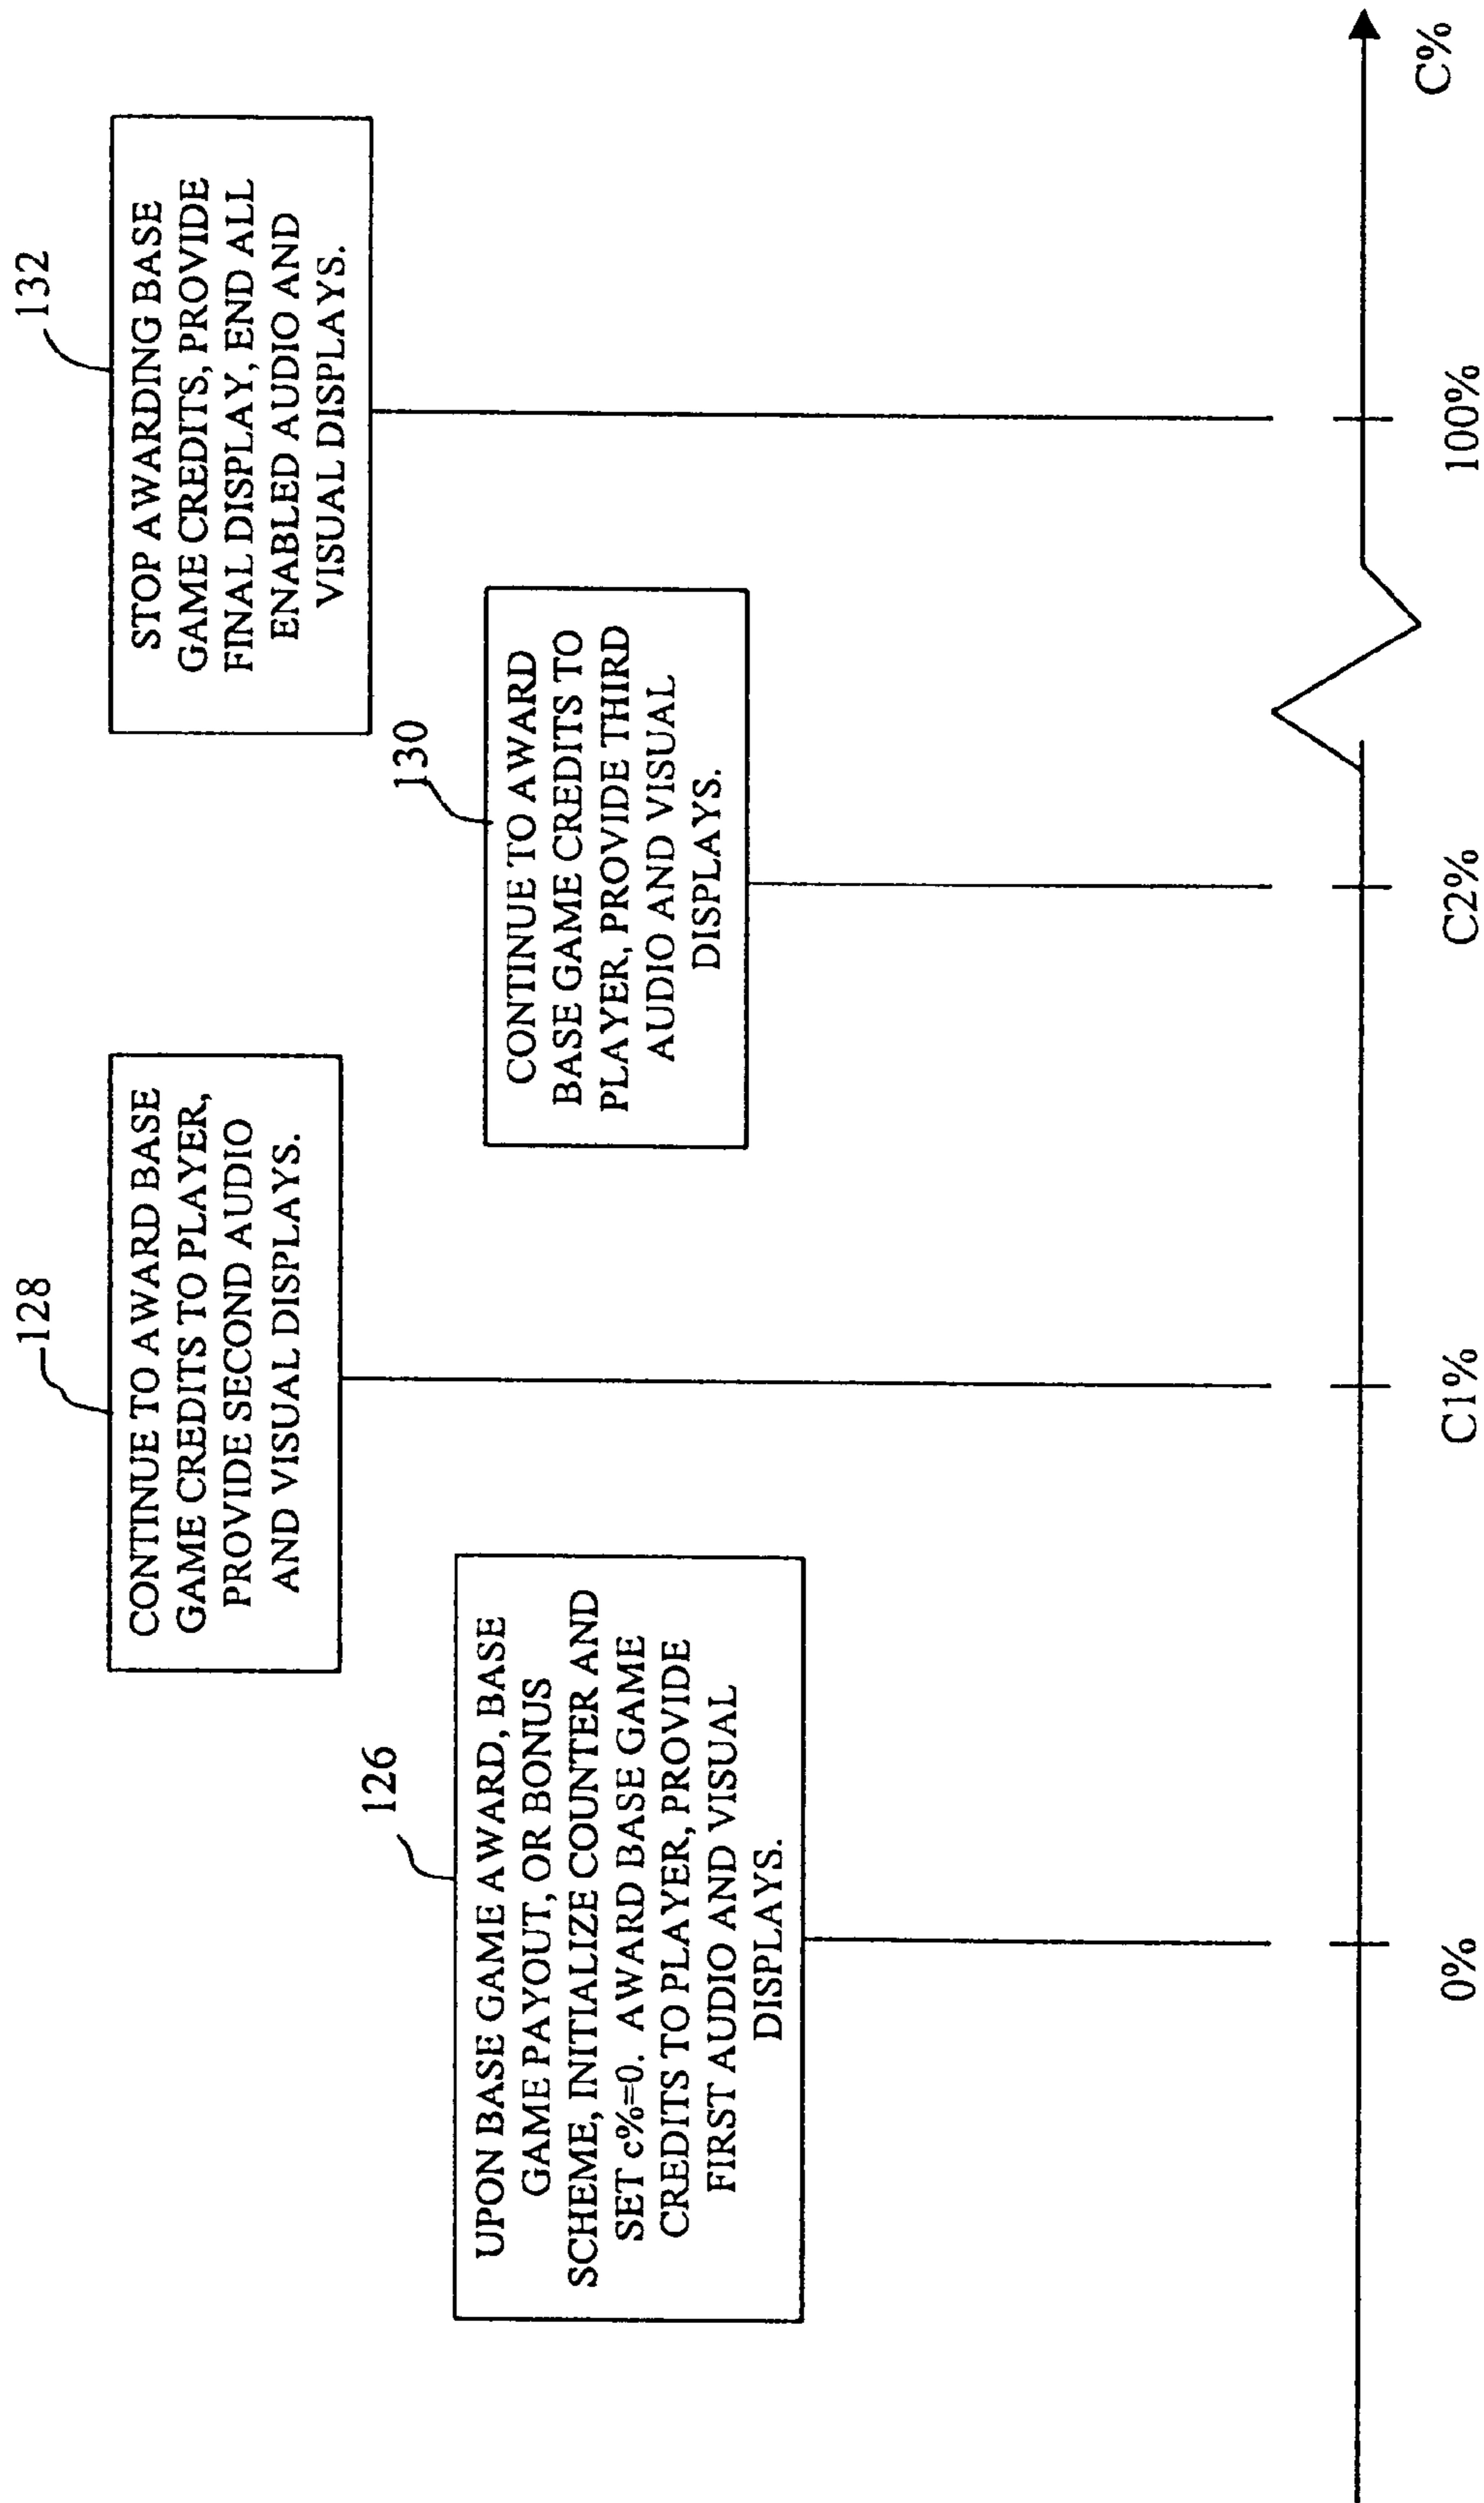 126
UPON BASE GAME AWARD, BASE
GAME PAYOUT, OR BONUS
SCHEME, INITIALIZE COUNTER AND
SET c%=0. AWARD BASE GAME
CREDITS TO PLAYER, PROVIDE
FIRST AUDIO AND VISUAL
DISPLAYS.
128
CONTINUE TO AWARD BASE
GAME CREDITS TO PLAYER,
PROVIDE SECOND AUDIO
AND VISUAL DISPLAYS.
130
CONTINUE TO AWARD
BASE GAME CREDITS TO
PLAYER, PROVIDE THIRD
AUDIO AND VISUAL
DISPLAYS.
132
STOP AWARDING BASE
GAME CREDITS, PROVIDE
FINAL DISPLAY, END ALL
ENABLED AUDIO AND
VISUAL DISPLAYS.
0%
C1%
C2%
100%
C%